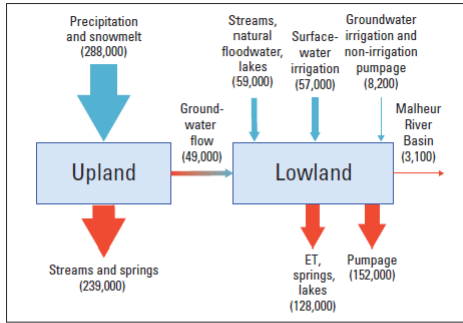 Precipitation
and snowmelt
(288,000)
Streams,
natural
floodwater,
lakes
(59,000)
Surface-
water
irrigation
(57,000)
Groundwater
irrigation and
non-irrigation
pumpage
(8,200)
Ground-
water
flow
(49,000)
Malheur
River
Basin
(3,100)
Upland
Lowland
Streams and springs
(239,000)
ET,
springs,
lakes
(128,000)
Pumpage
(152,000)